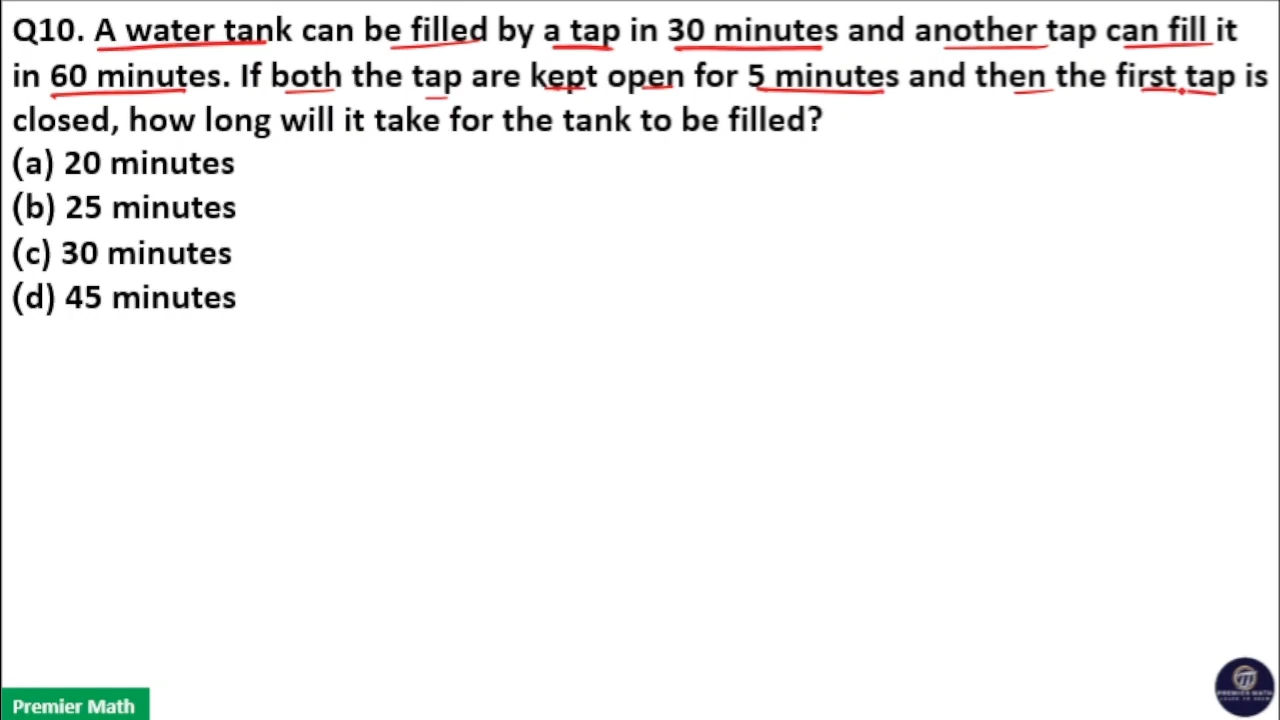 Q10. A water tank can be filled by a tap in 30 minutes and another tap can fill it
in 60 minutes. If both the tap are kept open for 5 minutes and then the first tap is
closed, how long will it take for the tank to be filled?
(a) 20 minutes
(b) 25 minutes
(c) 30 minutes
(d) 45 minutes
Premier Math
PREMIER MATH